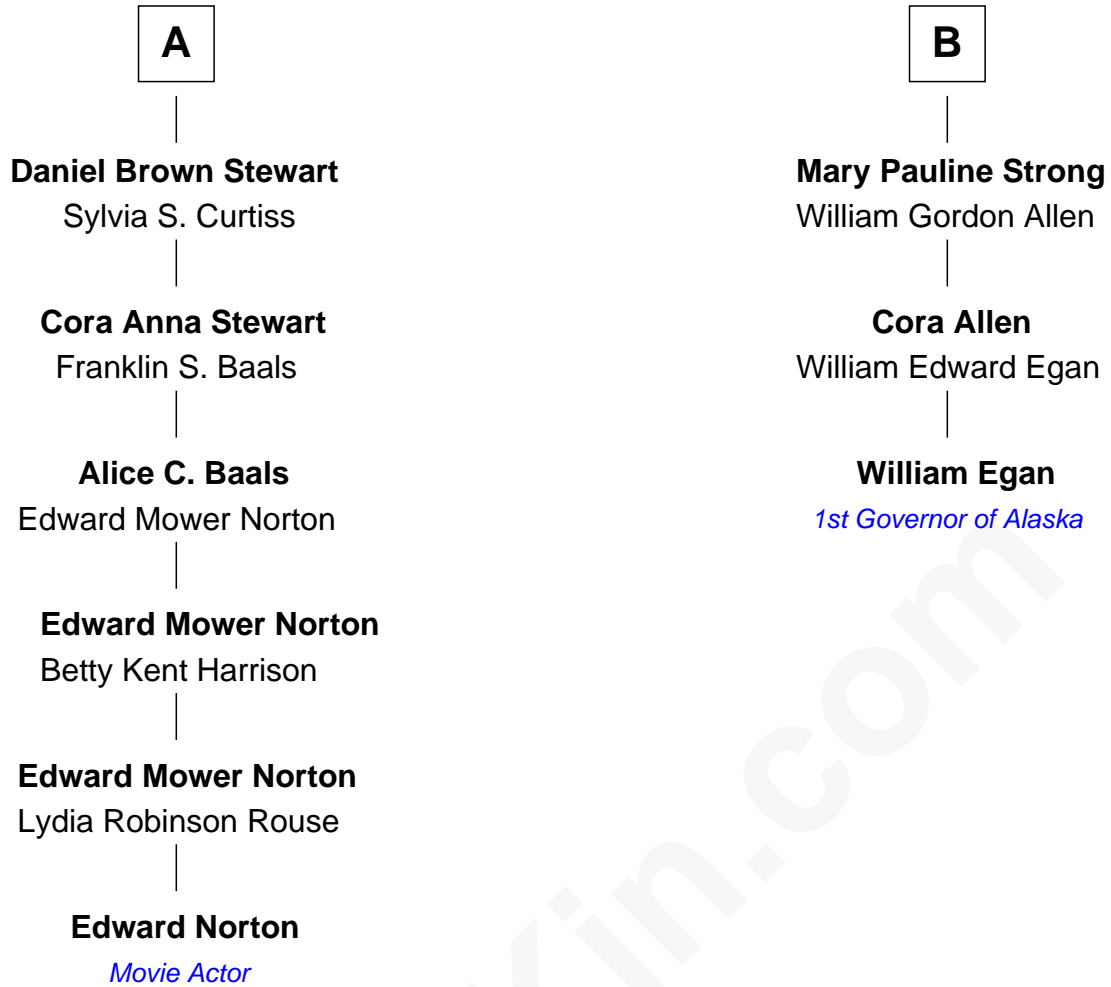 A
Daniel Brown Stewart
Sylvia S. Curtiss
Cora Anna Stewart
Franklin S. Baals
Alice C. Baals
Edward Mower Norton
Edward Mower Norton
Betty Kent Harrison
Edward Mower Norton
Lydia Robinson Rouse
Edward Norton
Movie Actor
B
Mary Pauline Strong
William Gordon Allen
Cora Allen
William Edward Egan
William Egan
1st Governor of Alaska
Kin.com